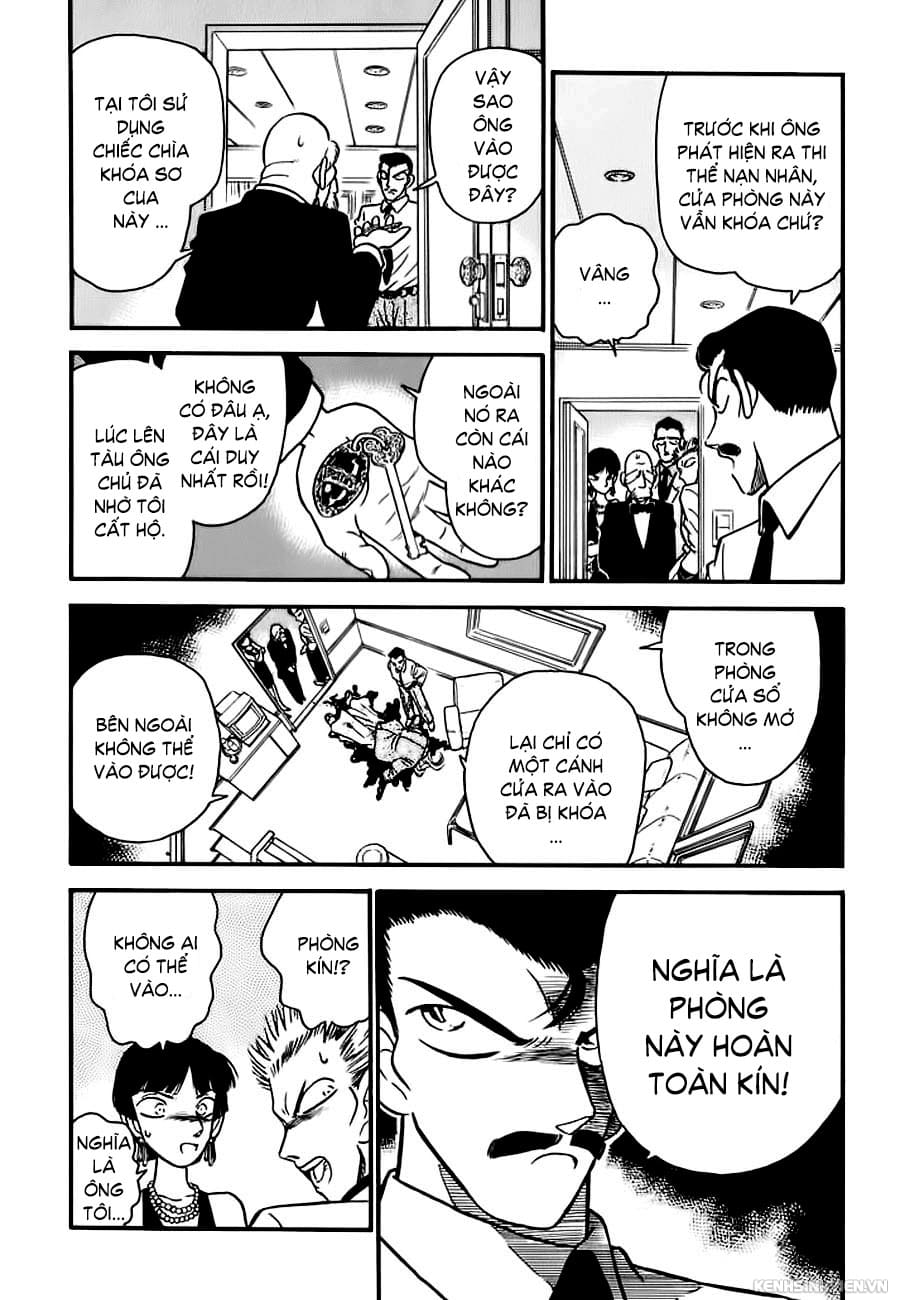 TRƯỚC KHI ÔNG
PHÁT HIỆN RA THI
THỂ NẠN NHÂN,
CỬA PHÒNG NÀY
VẪN KHÓA CHỨ?
VÂNG
...
VẬY
SAO
ÔNG
VÀO
ĐƯỢC
ĐÂY?
TẠI TÔI SỬ
DỤNG
CHIẾC CHÌA
KHÓA SƠ
CUA
NÀY ...
NGOÀI
NÓ RA
CÒN CÁI
NÀO
KHÁC
KHÔNG?
KHÔNG
CÓ ĐÂU Ạ,
ĐÂY LÀ
CÁI DUY
NHẤT RỒI!
LÚC LÊN
TÀU ÔNG
CHỦ ĐÃ
NHỜ TÔI
CẤT HỘ.
TRONG
PHÒNG
CỬA SỔ
KHÔNG MỞ
...
LẠI CHỈ CÓ
MỘT CÁNH
CỬA RA VÀO
ĐÃ BỊ KHÓA
...
BÊN NGOÀI
KHÔNG THỂ
VÀO ĐƯỢC!
NGHĨA LÀ
PHÒNG
NÀY HOÀN
TOÀN KÍN!
PHÒNG
KÍN!?
KHÔNG AI
CÓ THỂ
VÀO...
NGHĨA
LÀ
ÔNG
TÔI...